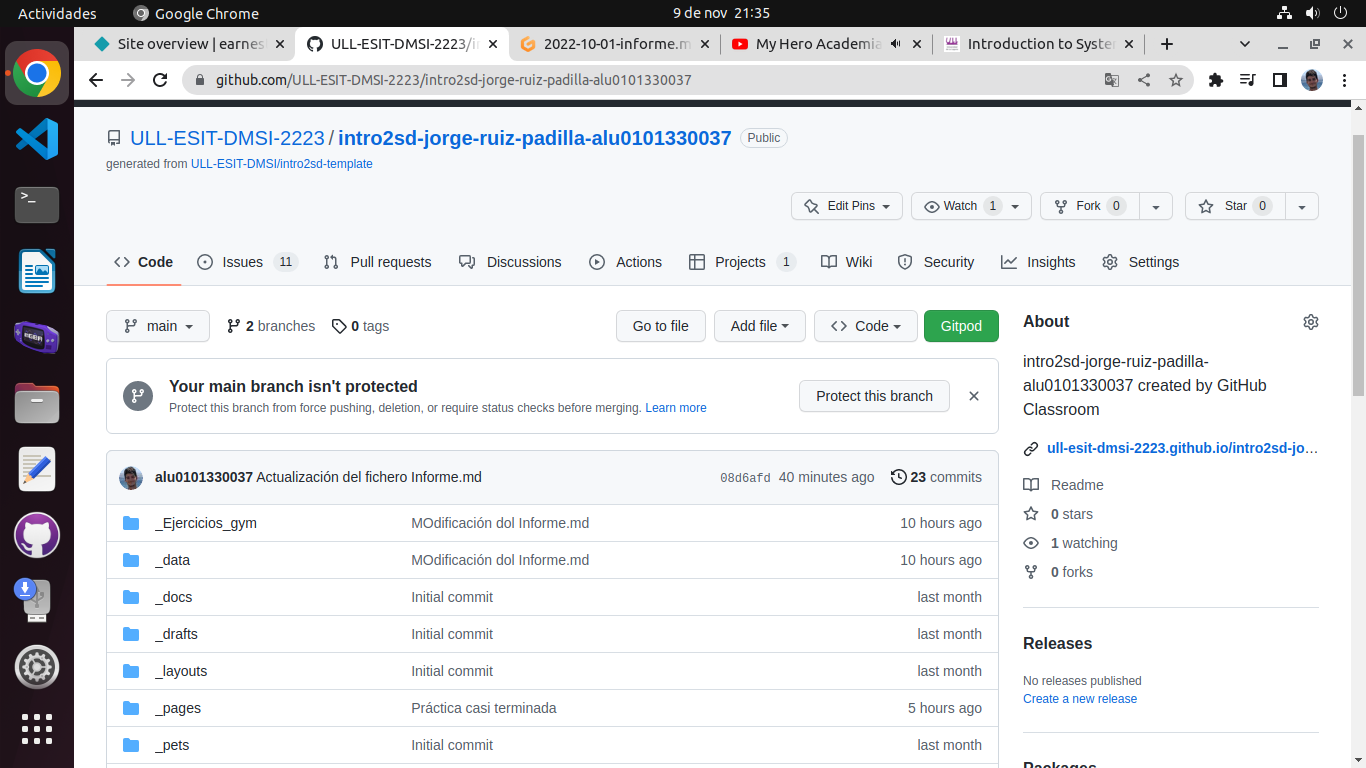 Actividades Google Chrome 9 de nov 21:35
Site overview | earnes ULL-ESIT-DMSI-2223/i 2022-10-01-informe.m My Hero Academia Introduction to Syste
github.com/ULL-ESIT-DMSI-2223/intro2sd-jorge-ruiz-padilla-alu0101330037
ULL-ESIT-DMSI-2223 / intro2sd-jorge-ruiz-padilla-alu0101330037 Public
generated from ULL-ESIT-DMSI/intro2sd-template
Edit Pins Watch 1 Fork 0 Star 0
Code Issues 11 Pull requests Discussions Actions Projects 1 Wiki Security Insights Settings
main 2 branches 0 tags Go to file Add file Code Gitpod
Your main branch isn't protected
Protect this branch from force pushing, deletion, or require status checks before merging. Learn more
Protect this branch
alu0101330037 Actualización del fichero Informe.md 08d6afd 40 minutes ago 23 commits
_Ejercicios_gym MOdificación dol Informe.md 10 hours ago
_data MOdificación dol Informe.md 10 hours ago
_docs Initial commit last month
_drafts Initial commit last month
_layouts Initial commit last month
_pages Práctica casi terminada 5 hours ago
_pets Initial commit last month
About
intro2sd-jorge-ruiz-padilla-
alu0101330037 created by GitHub
Classroom
ull-esit-dmsi-2223.github.io/intro2sd-jo…
Readme
0 stars
1 watching
0 forks
Releases
No releases published
Create a new release
Packages